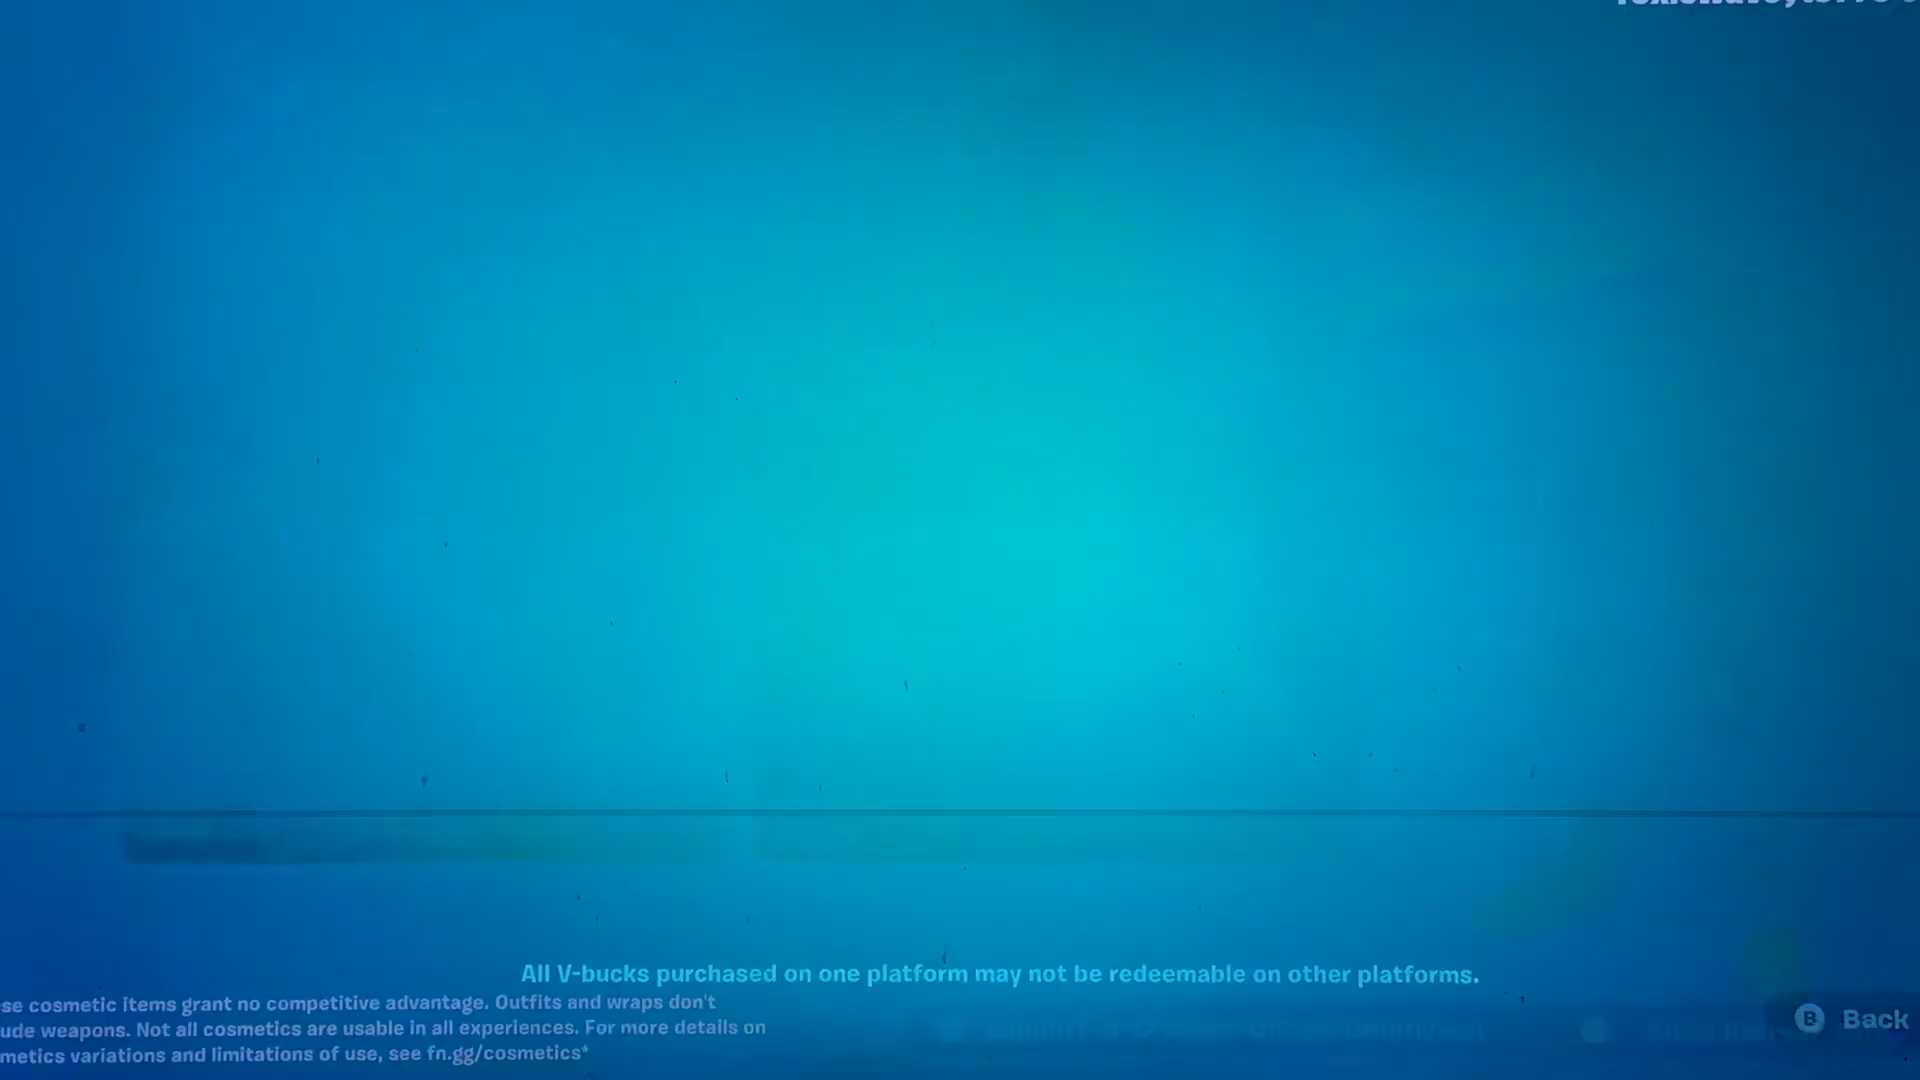 All V-bucks purchased on one platform may not be redeemable on other platforms.
se cosmetic items grant no competitive advantage. Outfits and wraps don't
ude weapons. Not all cosmetics are usable in all experiences. For more details on
metics variations and limitations of use, see fn.gg/cosmetics*
B Back